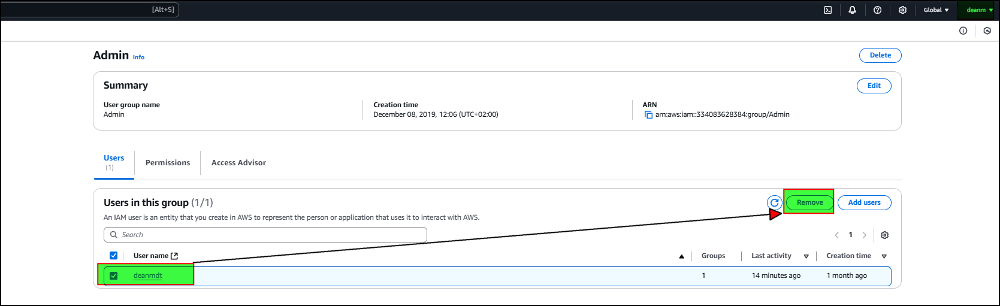 [Alt+S] Global ▼ deanm ▼
Admin Info Delete
Summary Edit
User group name Creation time ARN
Admin December 08, 2019, 12:06 (UTC+02:00) arn:aws:iam::334083628384:group/Admin
Users Permissions Access Advisor
(1)
Users in this group (1/1) Remove Add users
An IAM user is an entity that you create in AWS to represent the person or application that uses it to interact with AWS.
Search 1
User name Groups Last activity Creation time
deanmdt 1 14 minutes ago 1 month ago